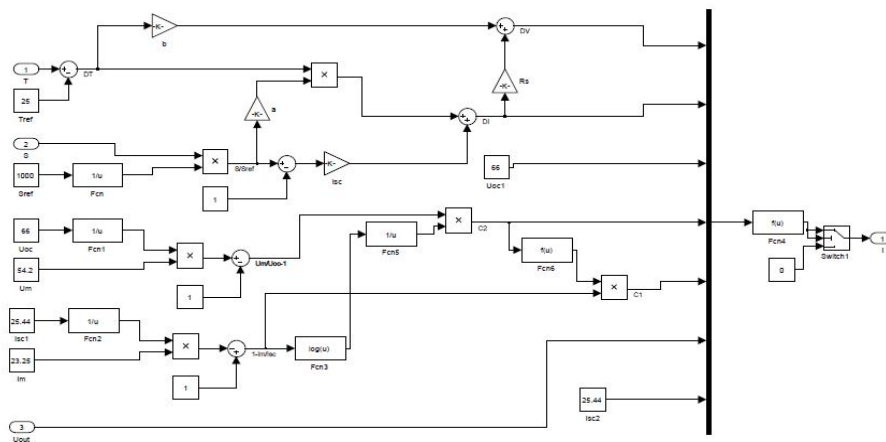 -K-
b
DV
1
T
DT
25
Tref
×
-K-
Rs
-K-
a
DI
2
S
1000
Sref
1/u
Fcn
×
S/Sref
1
-K-
Isc
66
Uoc1
66
Uoc
1/u
Fcn1
54.2
Um
×
1
Um/Uoc-1
1/u
Fcn5
×
C2
f(u)
Fcn6
×
C1
f(u)
Fcn4
0
Switch1
1
I
25.44
Isc1
1/u
Fcn2
23.25
Im
×
1
1-Im/Isc
log(u)
Fcn3
25.44
Isc2
3
Uout